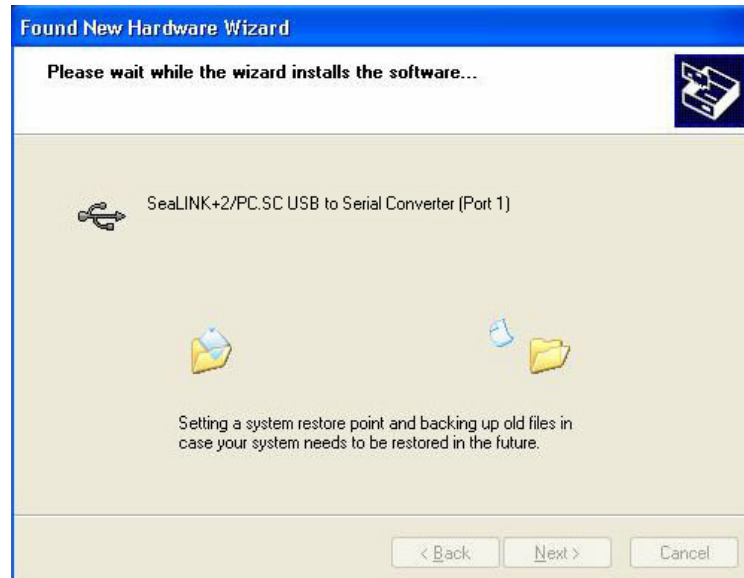 Found New Hardware Wizard
Please wait while the wizard installs the software...
SeaLINK+2/PC.SC USB to Serial Converter (Port 1)
Setting a system restore point and backing up old files in
case your system needs to be restored in the future.
< Back Next > Cancel